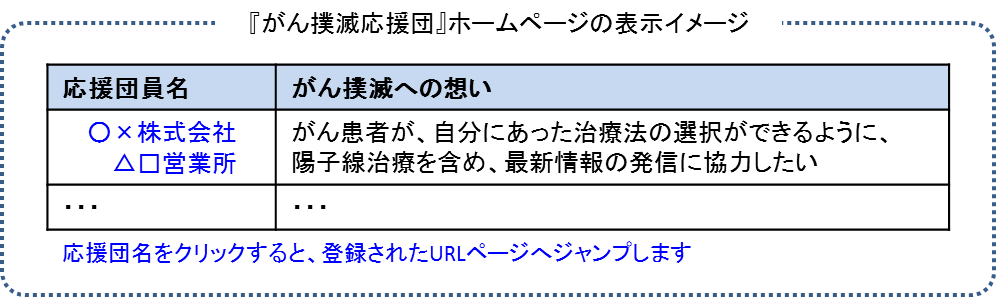 『がん撲滅応援団』ホームページの表示イメージ
応援団員名
がん撲滅への想い
〇×株式会社
△□営業所
がん患者が、自分にあった治療法の選択ができるように、
陽子線治療を含め、最新情報の発信に協力したい
・・・
・・・
応援団名をクリックすると、登録されたURLページへジャンプします